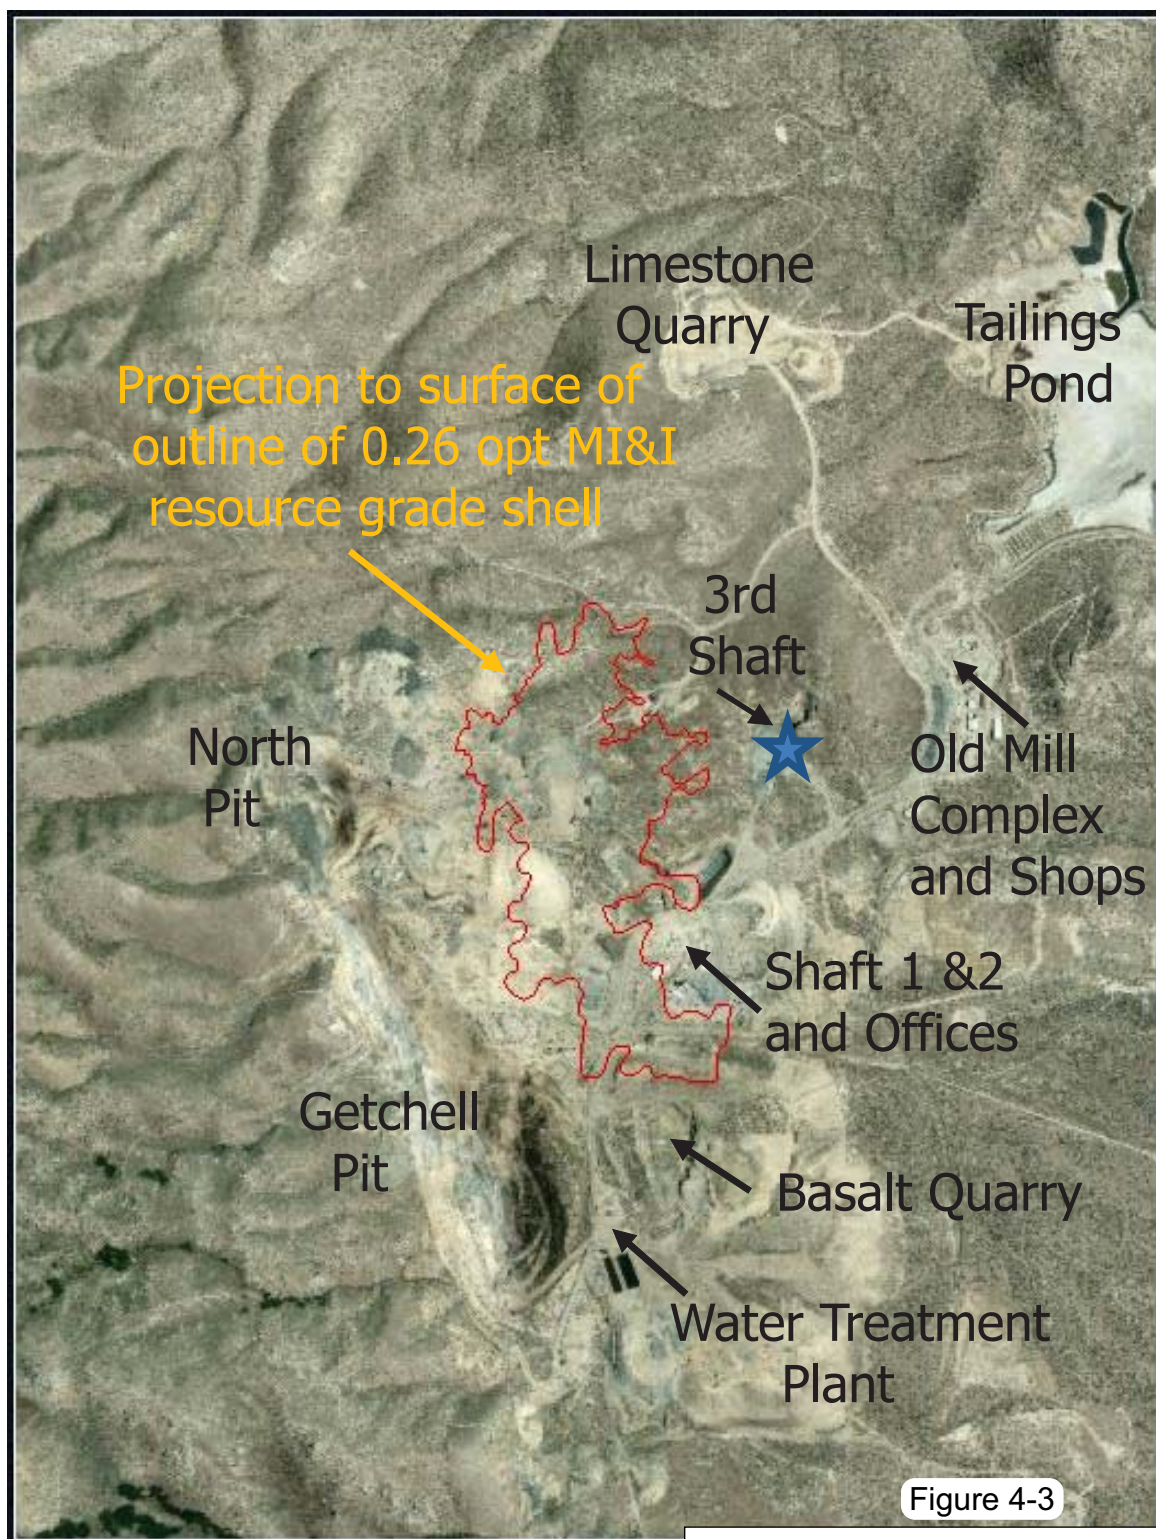 Limestone
Quarry
Tailings
Pond
Projection to surface of
outline of 0.26 opt MI&I
resource grade shell
3rd
Shaft
North
Pit
Old Mill
Complex
and Shops
Shaft 1 &2
and Offices
Getchell
Pit
Basalt Quarry
Water Treatment
Plant
Figure 4-3